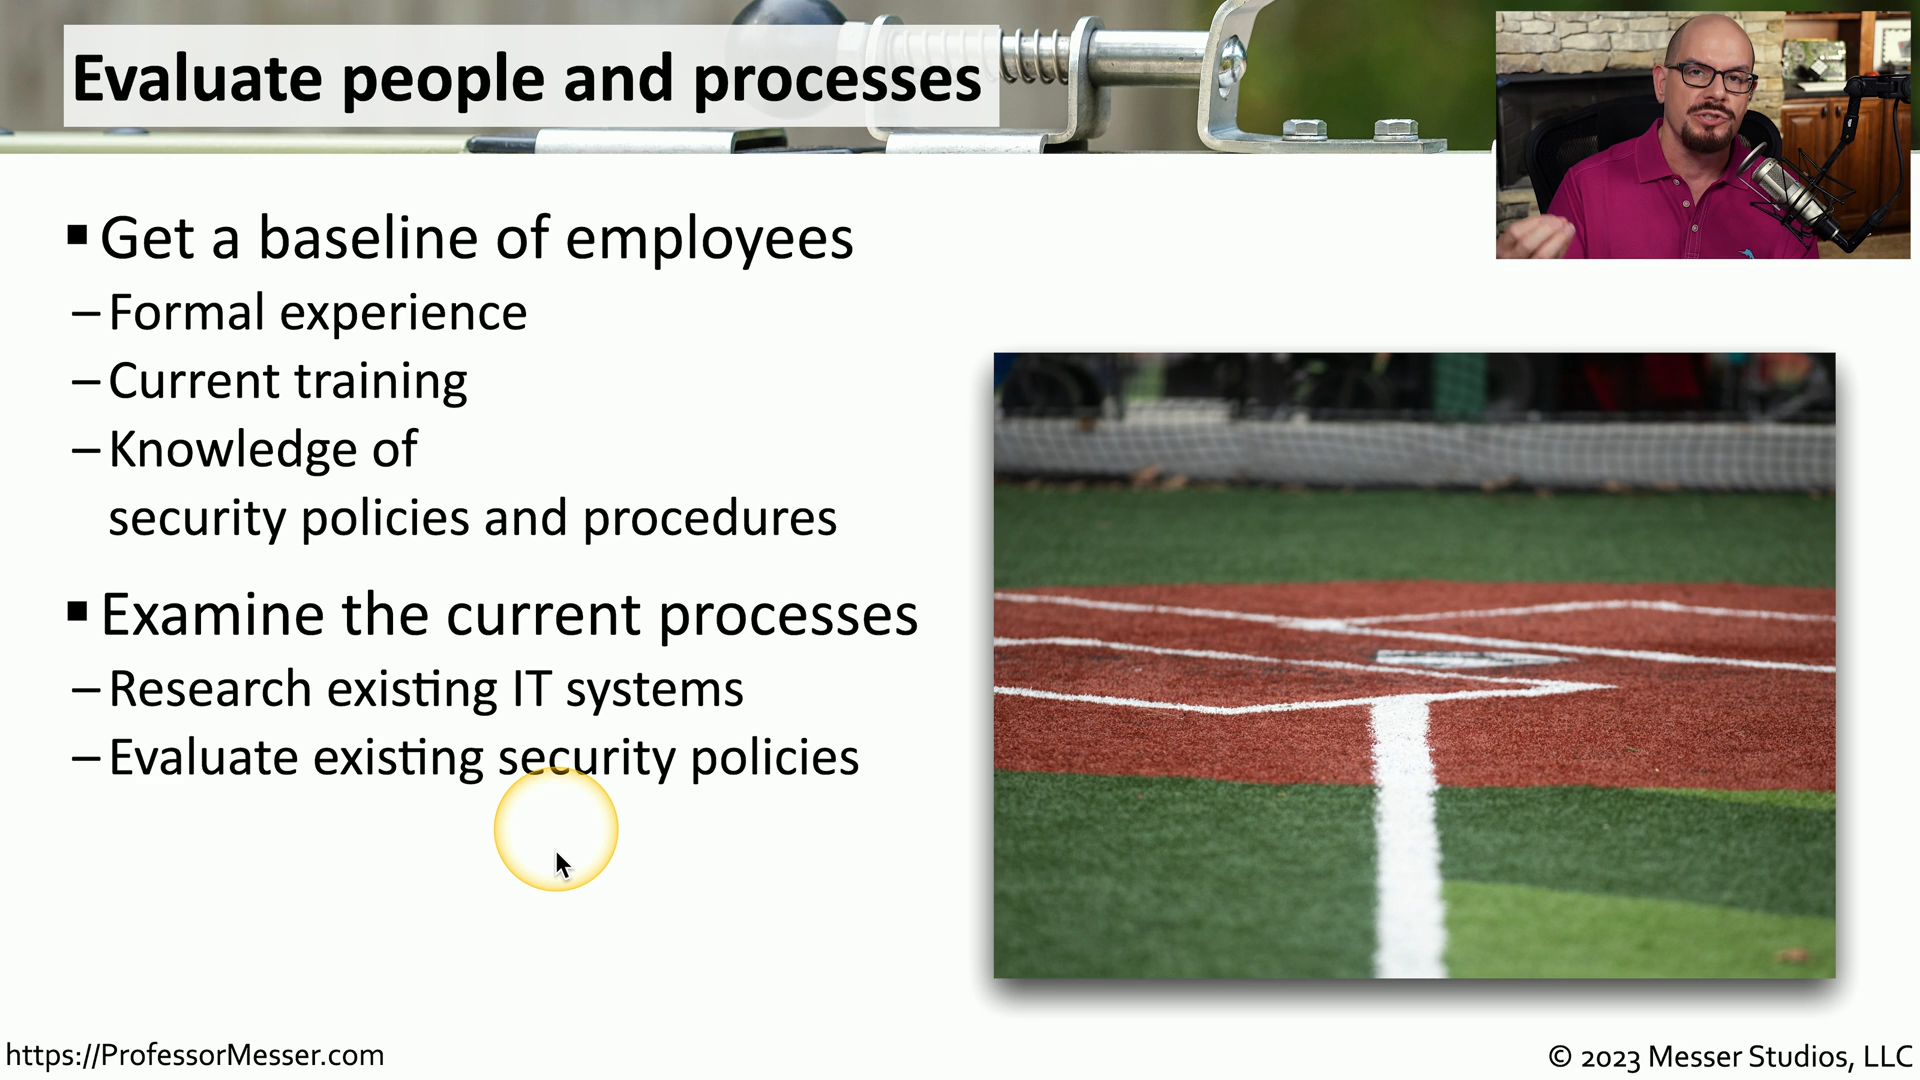 Evaluate people and processes
▪ Get a baseline of employees
– Formal experience
– Current training
– Knowledge of
security policies and procedures
▪ Examine the current processes
– Research existing IT systems
– Evaluate existing security policies
https://ProfessorMesser.com
© 2023 Messer Studios, LLC